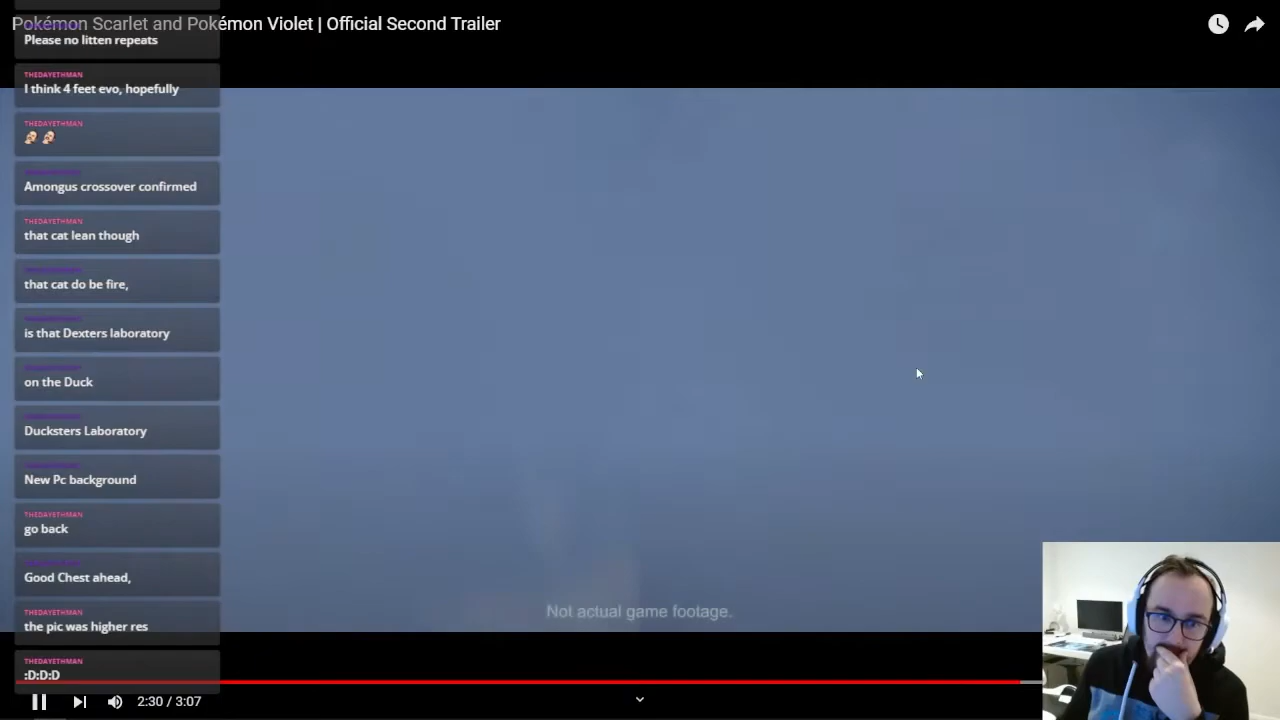 Pokémon Scarlet and Pokémon Violet | Official Second Trailer
Please no litten repeats
THEDAYETHMAN
I think 4 feet evo, hopefully
THEDAYETHMAN
Amongus crossover confirmed
THEDAYETHMAN
that cat lean though
that cat do be fire,
is that Dexters laboratory
on the Duck
Ducksters Laboratory
New Pc background
THEDAYETHMAN
go back
Good Chest ahead,
THEDAYETHMAN
the pic was higher res
THEDAYETHMAN
:D:D:D
Not actual game footage.
2:30 / 3:07